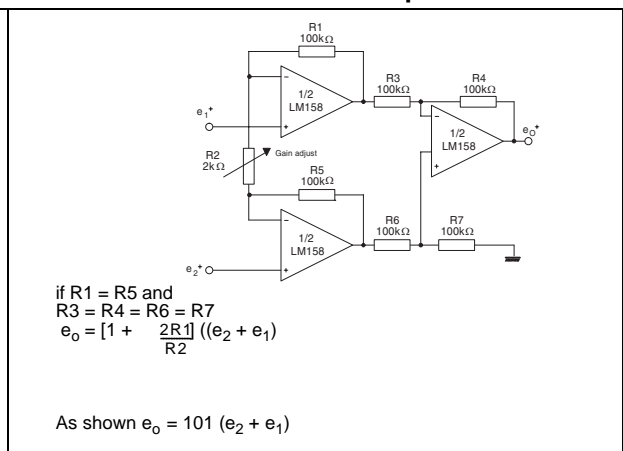 R1
100kΩ
R3
100kΩ
R4
100kΩ
1/2
LM158
e1+
eO+
1/2
LM158
R2
2kΩ
Gain adjust
R5
100kΩ
R6
100kΩ
R7
100kΩ
1/2
LM158
e2+
if R1 = R5 and
R3 = R4 = R6 = R7
eo = [1 + 2R1/R2] ((e2 + e1)
As shown eo = 101 (e2 + e1)